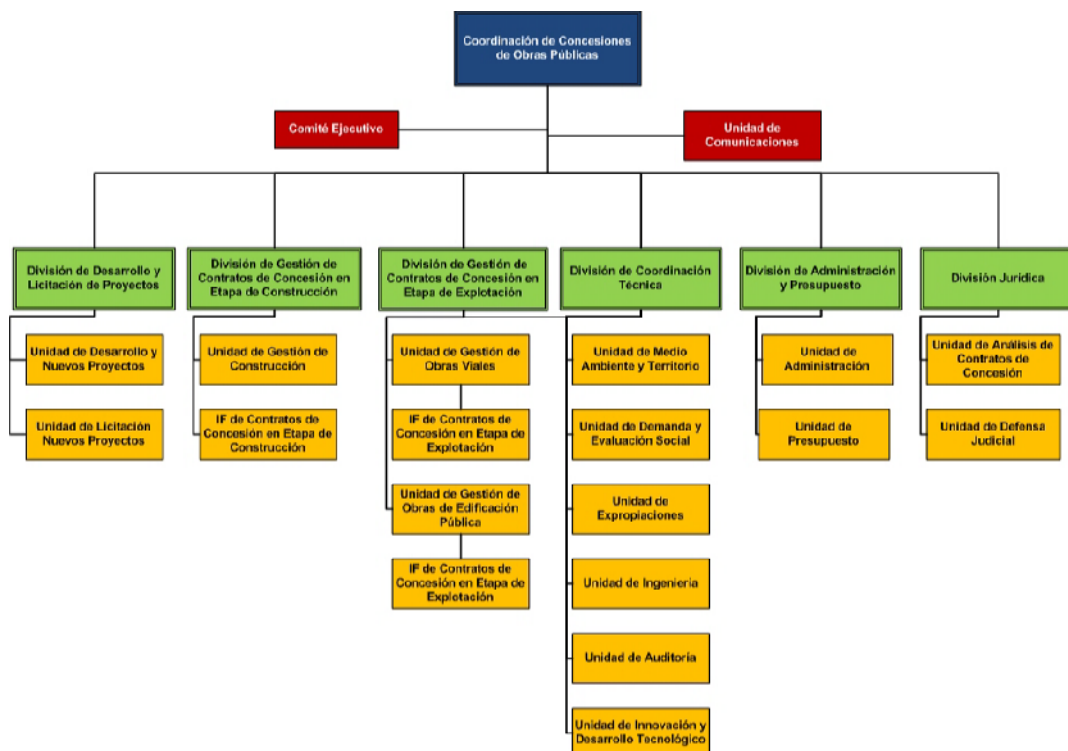 Coordinación de Concesiones
de Obras Públicas
Comité Ejecutivo
Unidad de
Comunicaciones
División de Desarrollo y
Licitación de Proyectos
División de Gestión de
Contratos de Concesión en
Etapa de Construcción
División de Gestión de
Contratos de Concesión en
Etapa de Explotación
División de Coordinación
Técnica
División de Administración
y Presupuesto
División Jurídica
Unidad de Desarrollo y
Nuevos Proyectos
Unidad de Licitación
Nuevos Proyectos
Unidad de Gestión de
Construcción
IF de Contratos de
Concesión en Etapa de
Construcción
Unidad de Gestión de
Obras Viales
IF de Contratos de
Concesión en Etapa de
Explotación
Unidad de Gestión de
Obras de Edificación
Pública
IF de Contratos de
Concesión en Etapa de
Explotación
Unidad de Medio
Ambiente y Territorio
Unidad de Demanda y
Evaluación Social
Unidad de
Expropiaciones
Unidad de Ingeniería
Unidad de Auditoría
Unidad de Innovación y
Desarrollo Tecnológico
Unidad de
Administración
Unidad de
Presupuesto
Unidad de Análisis de
Contratos de
Concesión
Unidad de Defensa
Judicial